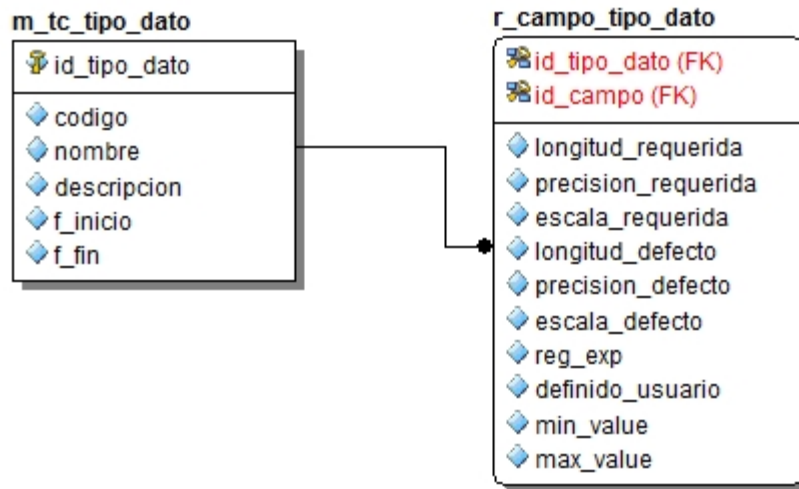 m_tc_tipo_dato
id_tipo_dato
codigo
nombre
descripcion
f_inicio
f_fin
r_campo_tipo_dato
id_tipo_dato (FK)
id_campo (FK)
longitud_requerida
precision_requerida
escala_requerida
longitud_defecto
precision_defecto
escala_defecto
reg_exp
definido_usuario
min_value
max_value